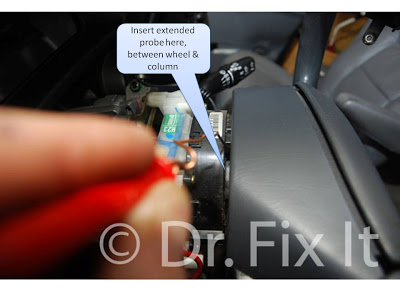 Insert extended
probe here,
between wheel &
column
© Dr. Fix It